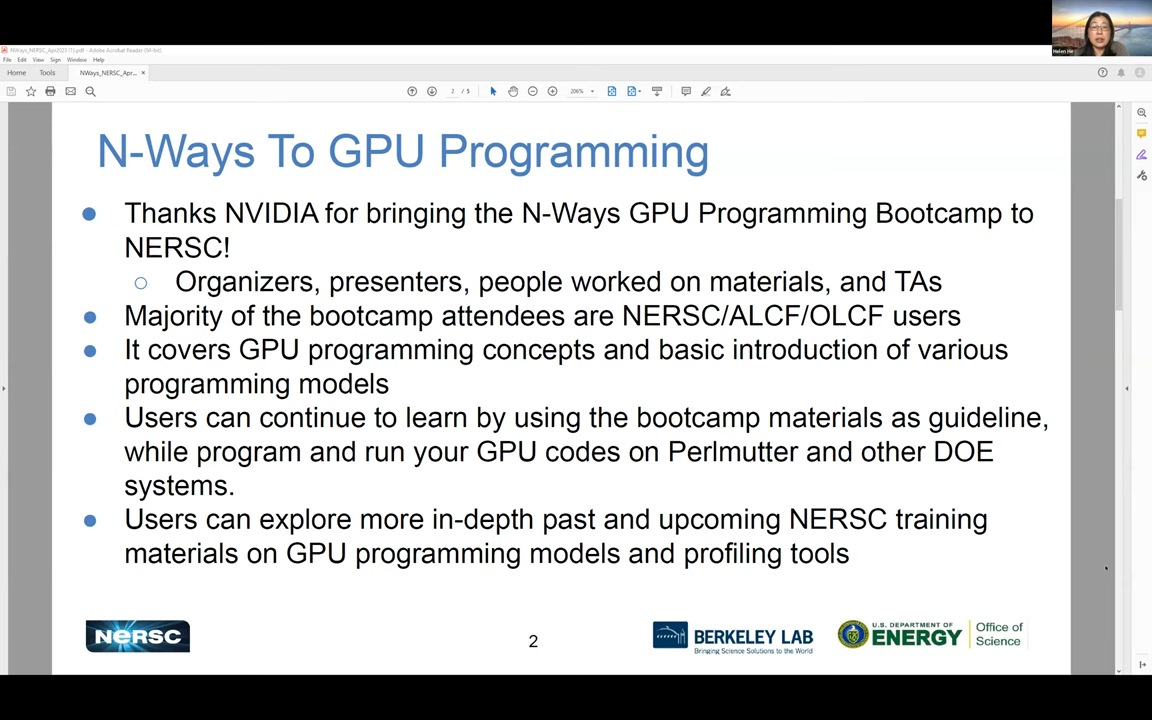 Helen He
NWays_NERSC_Apr2023 (1).pdf - Adobe Acrobat Reader (64-bit)
File Edit View Sign Window Help
Home Tools NWays_NERSC_Apr... ×
2 / 5 206%
N-Ways To GPU Programming
● Thanks NVIDIA for bringing the N-Ways GPU Programming Bootcamp to
NERSC!
○ Organizers, presenters, people worked on materials, and TAs
● Majority of the bootcamp attendees are NERSC/ALCF/OLCF users
● It covers GPU programming concepts and basic introduction of various
programming models
● Users can continue to learn by using the bootcamp materials as guideline,
while program and run your GPU codes on Perlmutter and other DOE
systems.
● Users can explore more in-depth past and upcoming NERSC training
materials on GPU programming models and profiling tools
NERSC
2
BERKELEY LAB
Bringing Science Solutions to the World
U.S. DEPARTMENT OF
ENERGY
Office of
Science